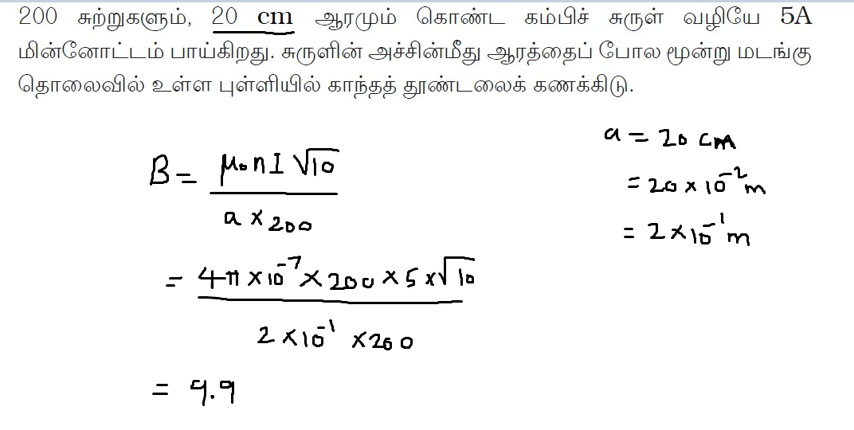 200 சுற்றுகளும், 20 cm ஆரமும் கொண்ட கம்பிச் சுருள் வழியே 5A
மின்னோட்டம் பாய்கிறது. சுருளின் அச்சின்மீது ஆரத்தைப் போல மூன்று மடங்கு
தொலைவில் உள்ள புள்ளியில் காந்தத் தூண்டலைக் கணக்கிடு.
a = 20 cm
B = μ₀nI√10 / a × 200
= 20 × 10⁻² m
= 2 × 10⁻¹ m
= 4π × 10⁻⁷ × 200 × 5 × √10 / 2 × 10⁻¹ × 200
= 9.9